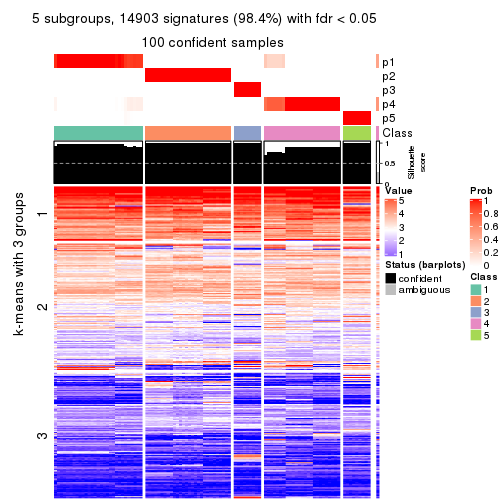 5 subgroups, 14903 signatures (98.4%) with fdr < 0.05
100 confident samples
p1
p2
p3
p4
p5
Class
1
0.5
0
Silhouette
score
k-means with 3 groups
1
2
3
Value
5
4
3
2
1
Status (barplots)
confident
ambiguous
Prob
1
0.8
0.6
0.4
0.2
0
Class
1
2
3
4
5